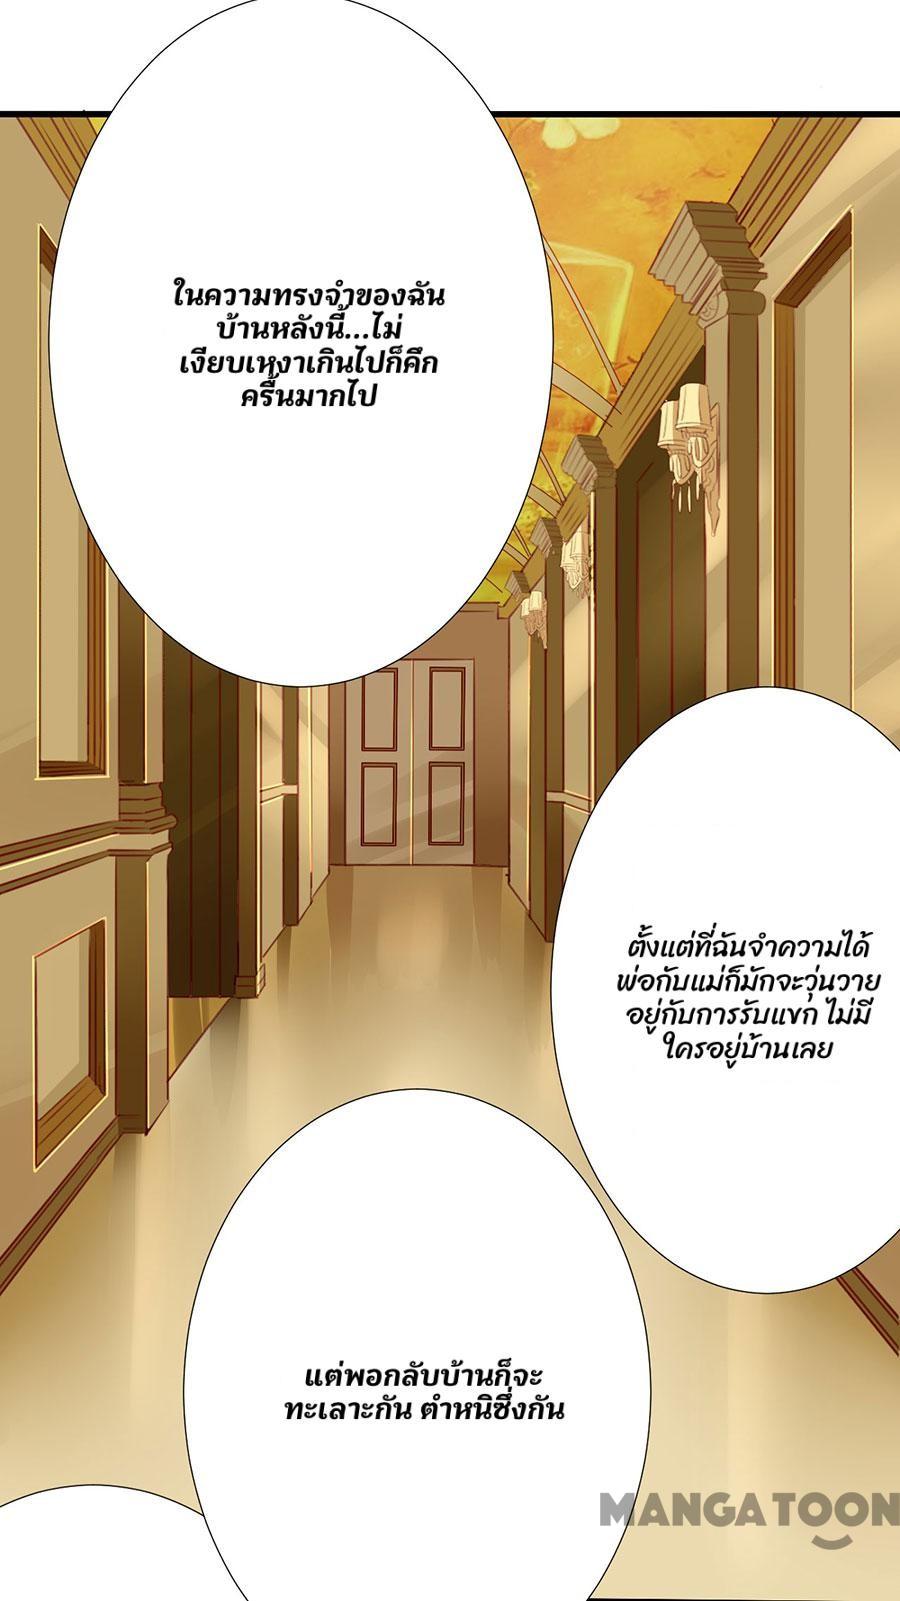 ในความทรงจำของฉัน
บ้านหลังนี้...ไม่
เงียบเหงาเกินไปก็คึก
ครื้นมากไป
ตั้งแต่ที่ฉันจำความได้
พ่อกับแม่ก็มักจะวุ่นวาย
อยู่กับการรับแขก ไม่มี
ใครอยู่บ้านเลย
แต่พอกลับบ้านก็จะ
ทะเลาะกัน ตำหนิซึ่งกัน
MANGATOON